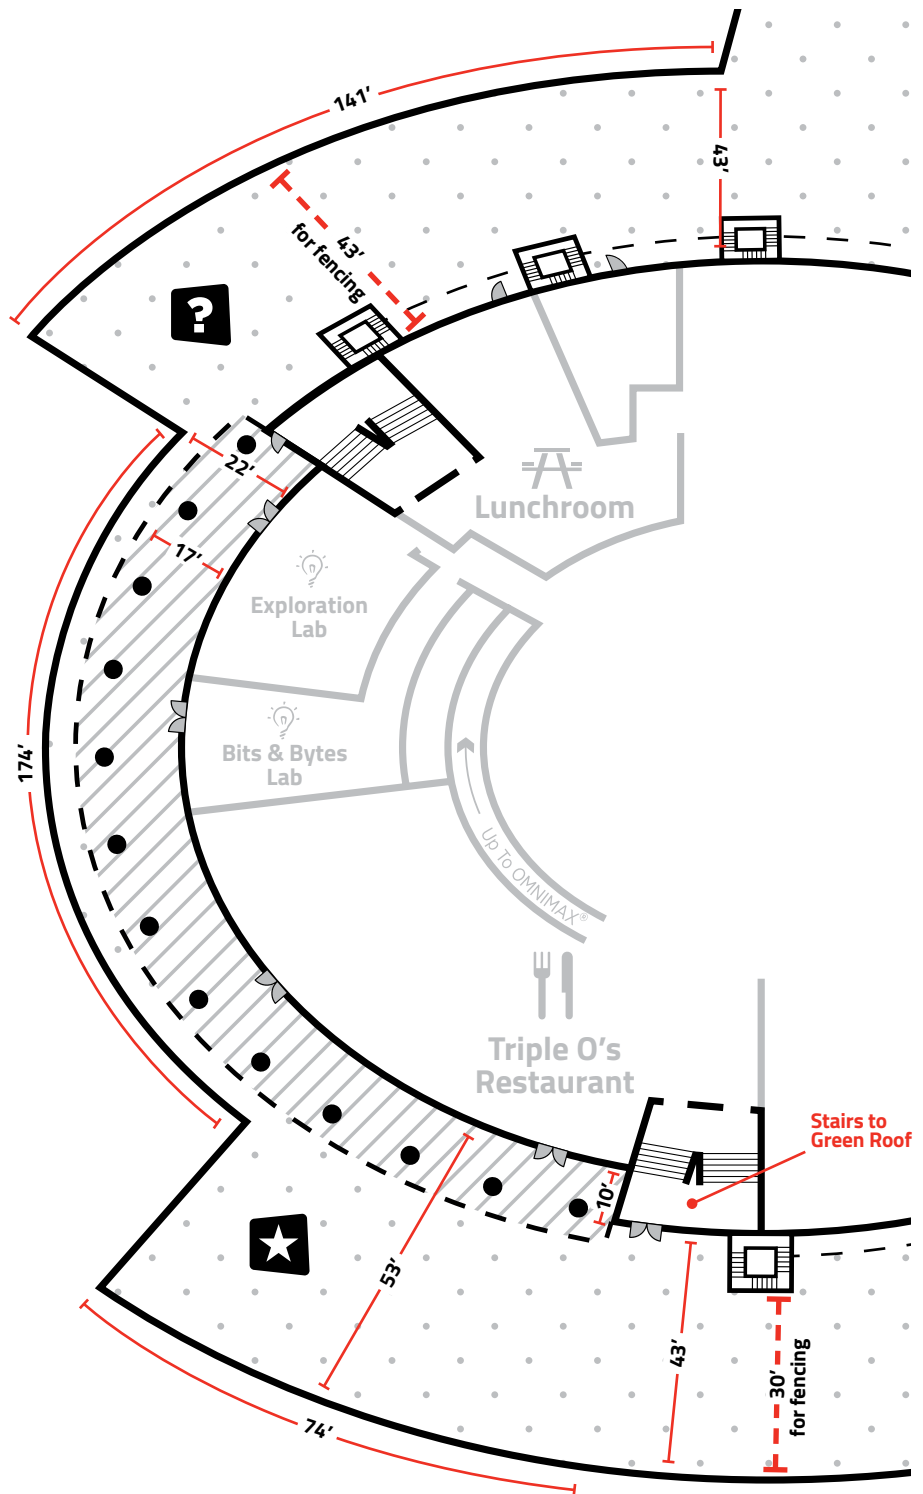 141’
43’
43’
for fencing
?
22’
17’
Lunchroom
Exploration
Lab
174’
Bits & Bytes
Lab
Up To OMNIMAX®
Triple O’s
Restaurant
Stairs to
Green Roof
10’
53’
43’
30’
for fencing
74’